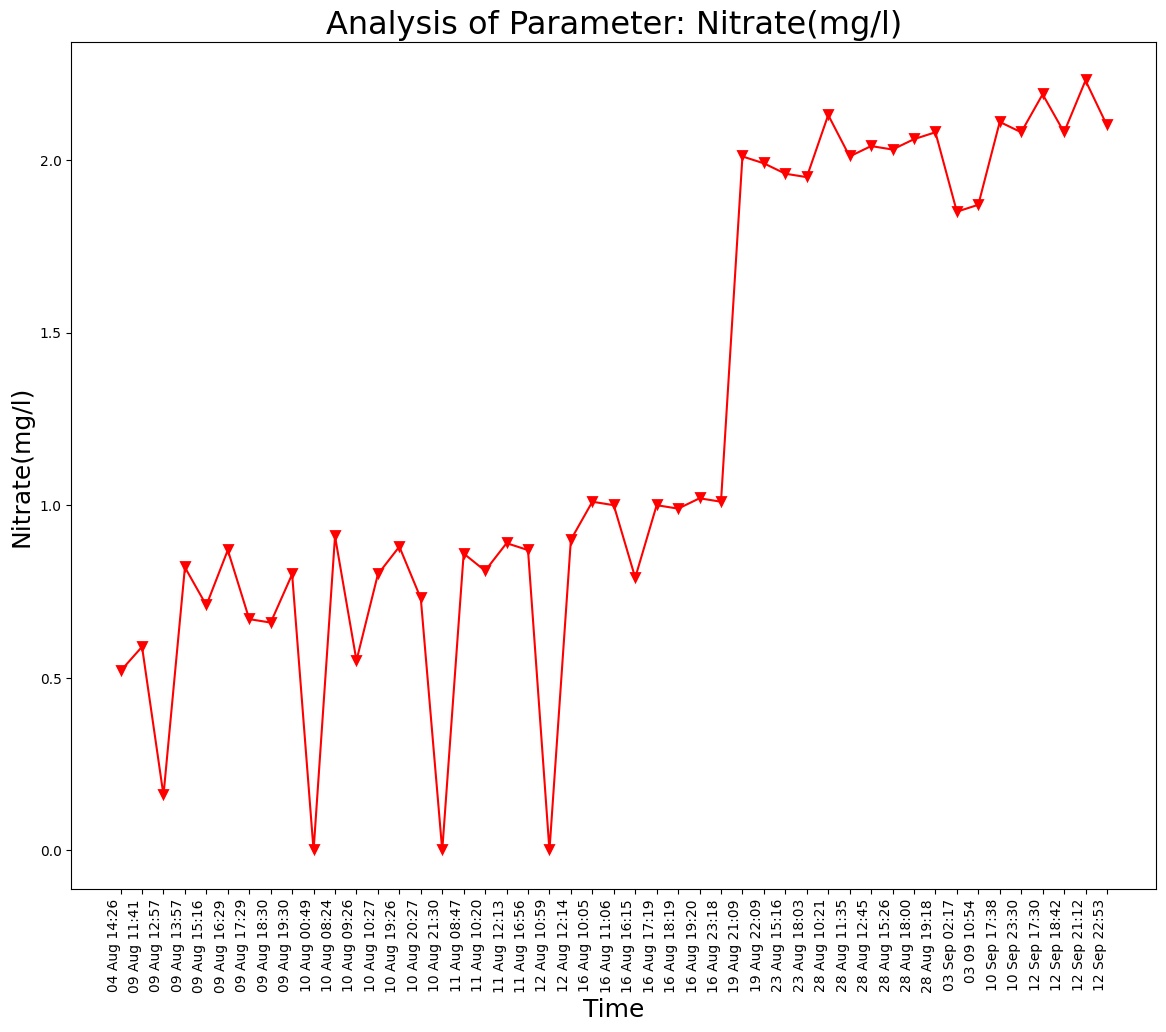 Analysis of Parameter: Nitrate(mg/l)
Nitrate(mg/l)
2.0
1.5
1.0
0.5
0.0
04 Aug 14:26
09 Aug 11:41
09 Aug 12:57
09 Aug 13:57
09 Aug 15:16
09 Aug 16:29
09 Aug 17:29
09 Aug 18:30
09 Aug 19:30
10 Aug 00:49
10 Aug 08:24
10 Aug 09:26
10 Aug 10:27
10 Aug 19:26
10 Aug 20:27
10 Aug 21:30
11 Aug 08:47
11 Aug 10:20
11 Aug 12:13
11 Aug 16:56
12 Aug 10:59
12 Aug 12:14
16 Aug 10:05
16 Aug 11:06
16 Aug 16:15
16 Aug 17:19
16 Aug 18:19
16 Aug 19:20
16 Aug 23:18
19 Aug 21:09
19 Aug 22:09
23 Aug 15:16
23 Aug 18:03
28 Aug 10:21
28 Aug 11:35
28 Aug 12:45
28 Aug 15:26
28 Aug 18:00
28 Aug 19:18
03 Sep 02:17
03 09 10:54
10 Sep 17:38
10 Sep 23:30
12 Sep 17:30
12 Sep 18:42
12 Sep 21:12
12 Sep 22:53
Time